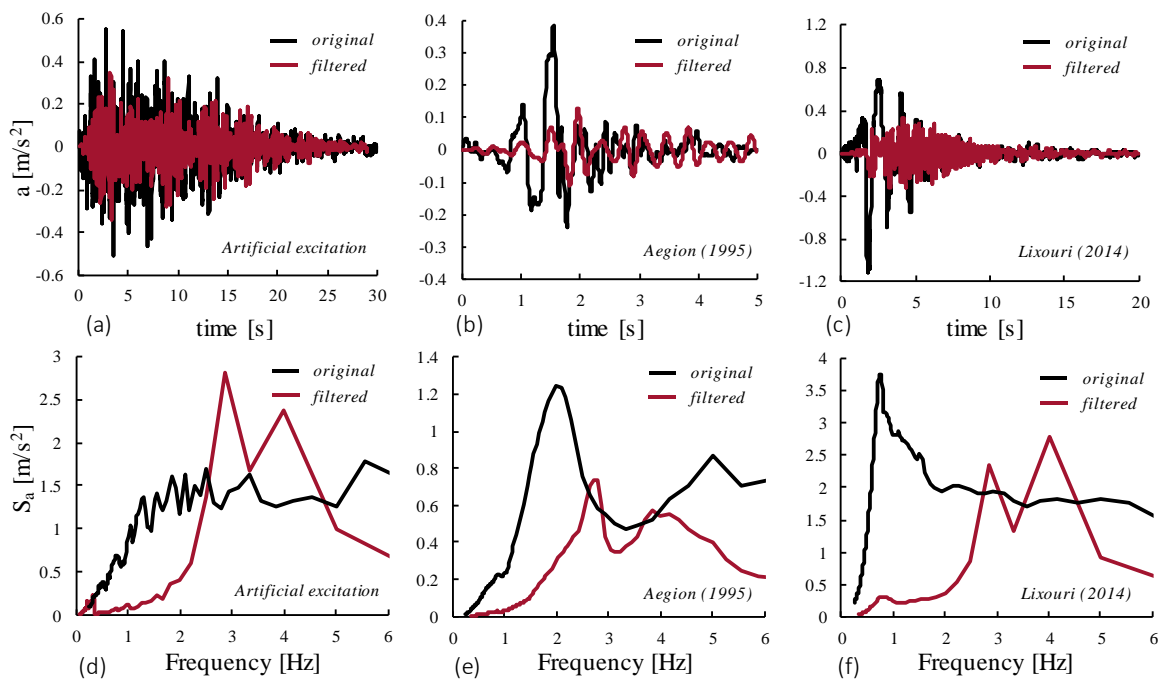 0.6
0.4
0.2
0
-0.2
-0.4
-0.6
a [m/s²]
original
filtered
Artificial excitation
0 5 10 15 20 25 30
(a) time [s]
0.4
0.3
0.2
0.1
0
-0.1
-0.2
-0.3
-0.4
original
filtered
Aegion (1995)
0 1 2 3 4 5
(b) time [s]
1.2
0.8
0.4
0
-0.4
-0.8
-1.2
original
filtered
Lixouri (2014)
0 5 10 15 20
(c) time [s]
3
2.5
2
1.5
1
0.5
0
Sa [m/s²]
original
filtered
Artificial excitation
0 1 2 3 4 5 6
(d) Frequency [Hz]
1.4
1.2
1
0.8
0.6
0.4
0.2
0
original
filtered
Aegion (1995)
0 1 2 3 4 5 6
(e) Frequency [Hz]
4
3.5
3
2.5
2
1.5
1
0.5
0
original
filtered
Lixouri (2014)
0 1 2 3 4 5 6
(f) Frequency [Hz]